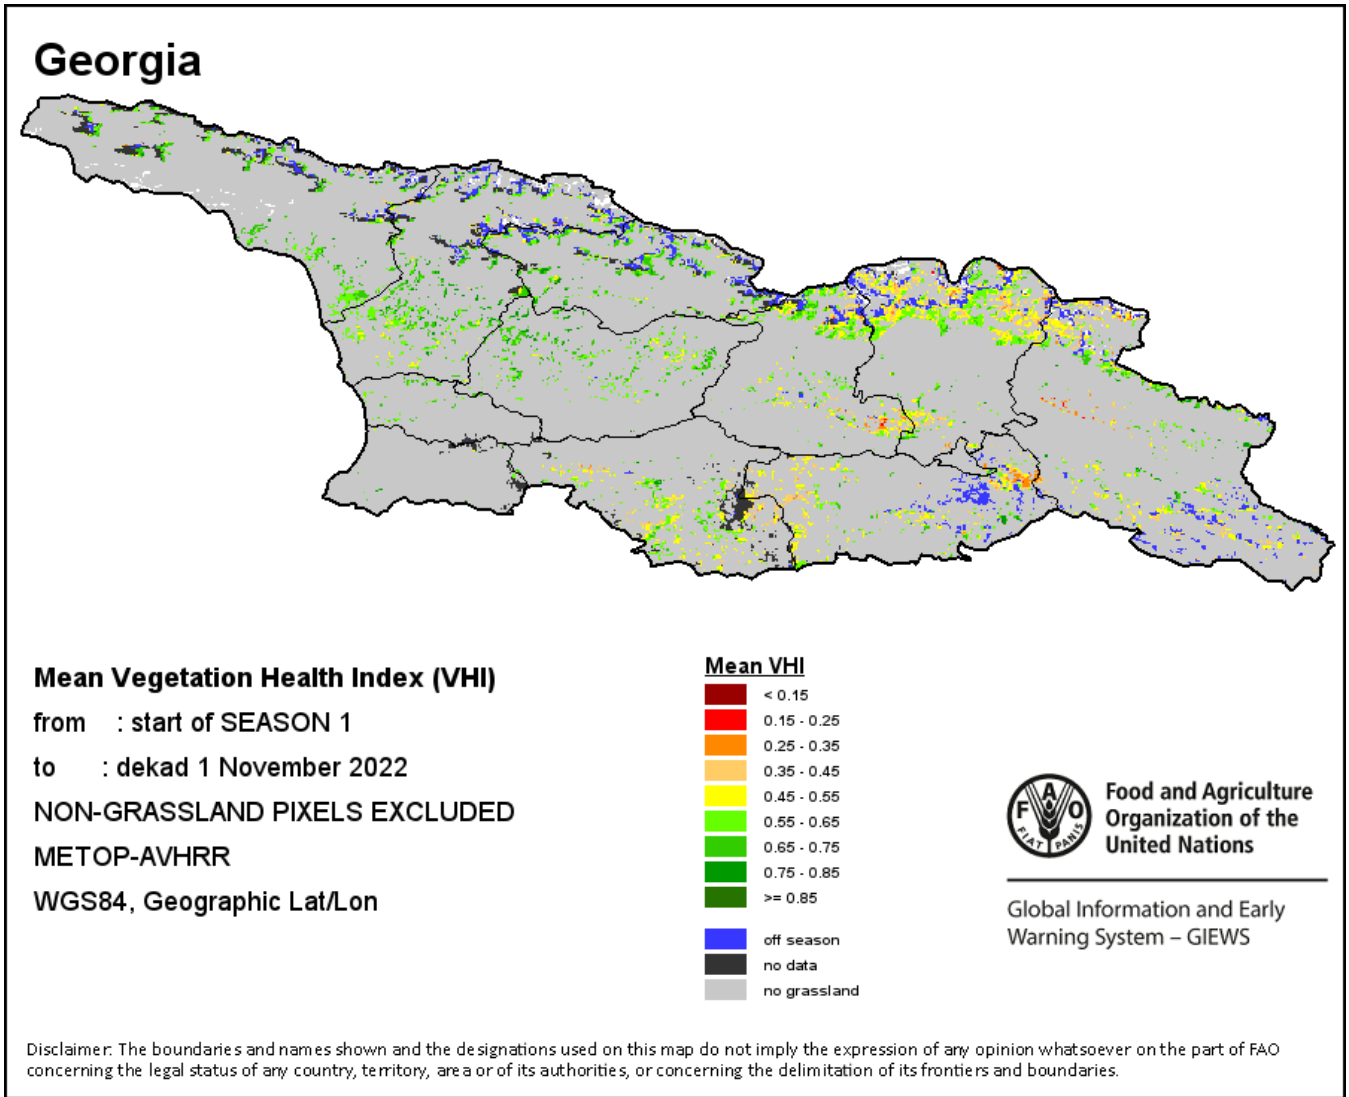 Georgia
Mean Vegetation Health Index (VHI)
from : start of SEASON 1
to : dekad 1 November 2022
NON-GRASSLAND PIXELS EXCLUDED
METOP-AVHRR
WGS84, Geographic Lat/Lon
Mean VHI
< 0.15
0.15 - 0.25
0.25 - 0.35
0.35 - 0.45
0.45 - 0.55
0.55 - 0.65
0.65 - 0.75
0.75 - 0.85
>= 0.85
off season
no data
no grassland
F A O
FIAT PANIS
Food and Agriculture
Organization of the
United Nations
Global Information and Early
Warning System – GIEWS
Disclaimer: The boundaries and names shown and the designations used on this map do not imply the expression of any opinion whatsoever on the part of FAO
concerning the legal status of any country, territory, area or of its authorities, or concerning the delimitation of its frontiers and boundaries.